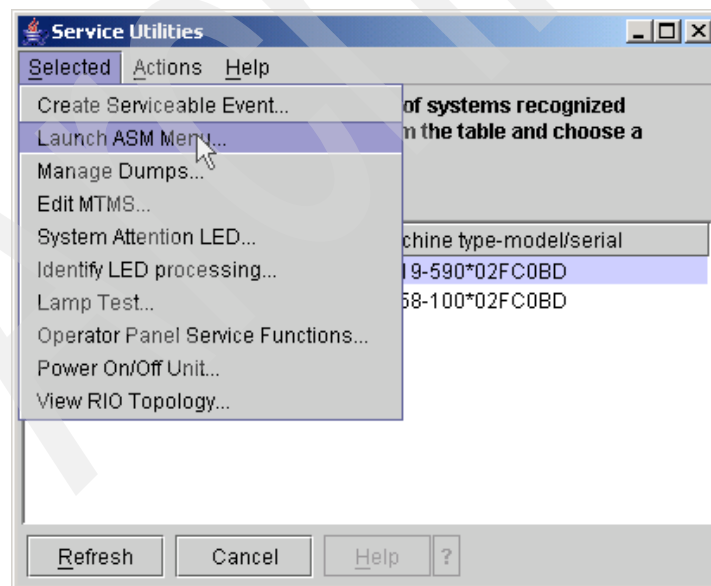 Service Utilities
Selected Actions Help
Create Serviceable Event...
of systems recognized
Launch ASM Menu...
m the table and choose a
Manage Dumps...
Edit MTMS...
System Attention LED...
chine type-model/serial
Identify LED processing...
19-590*02FC0BD
Lamp Test...
58-100*02FC0BD
Operator Panel Service Functions...
Power On/Off Unit...
View RIO Topology...
Refresh Cancel Help ?